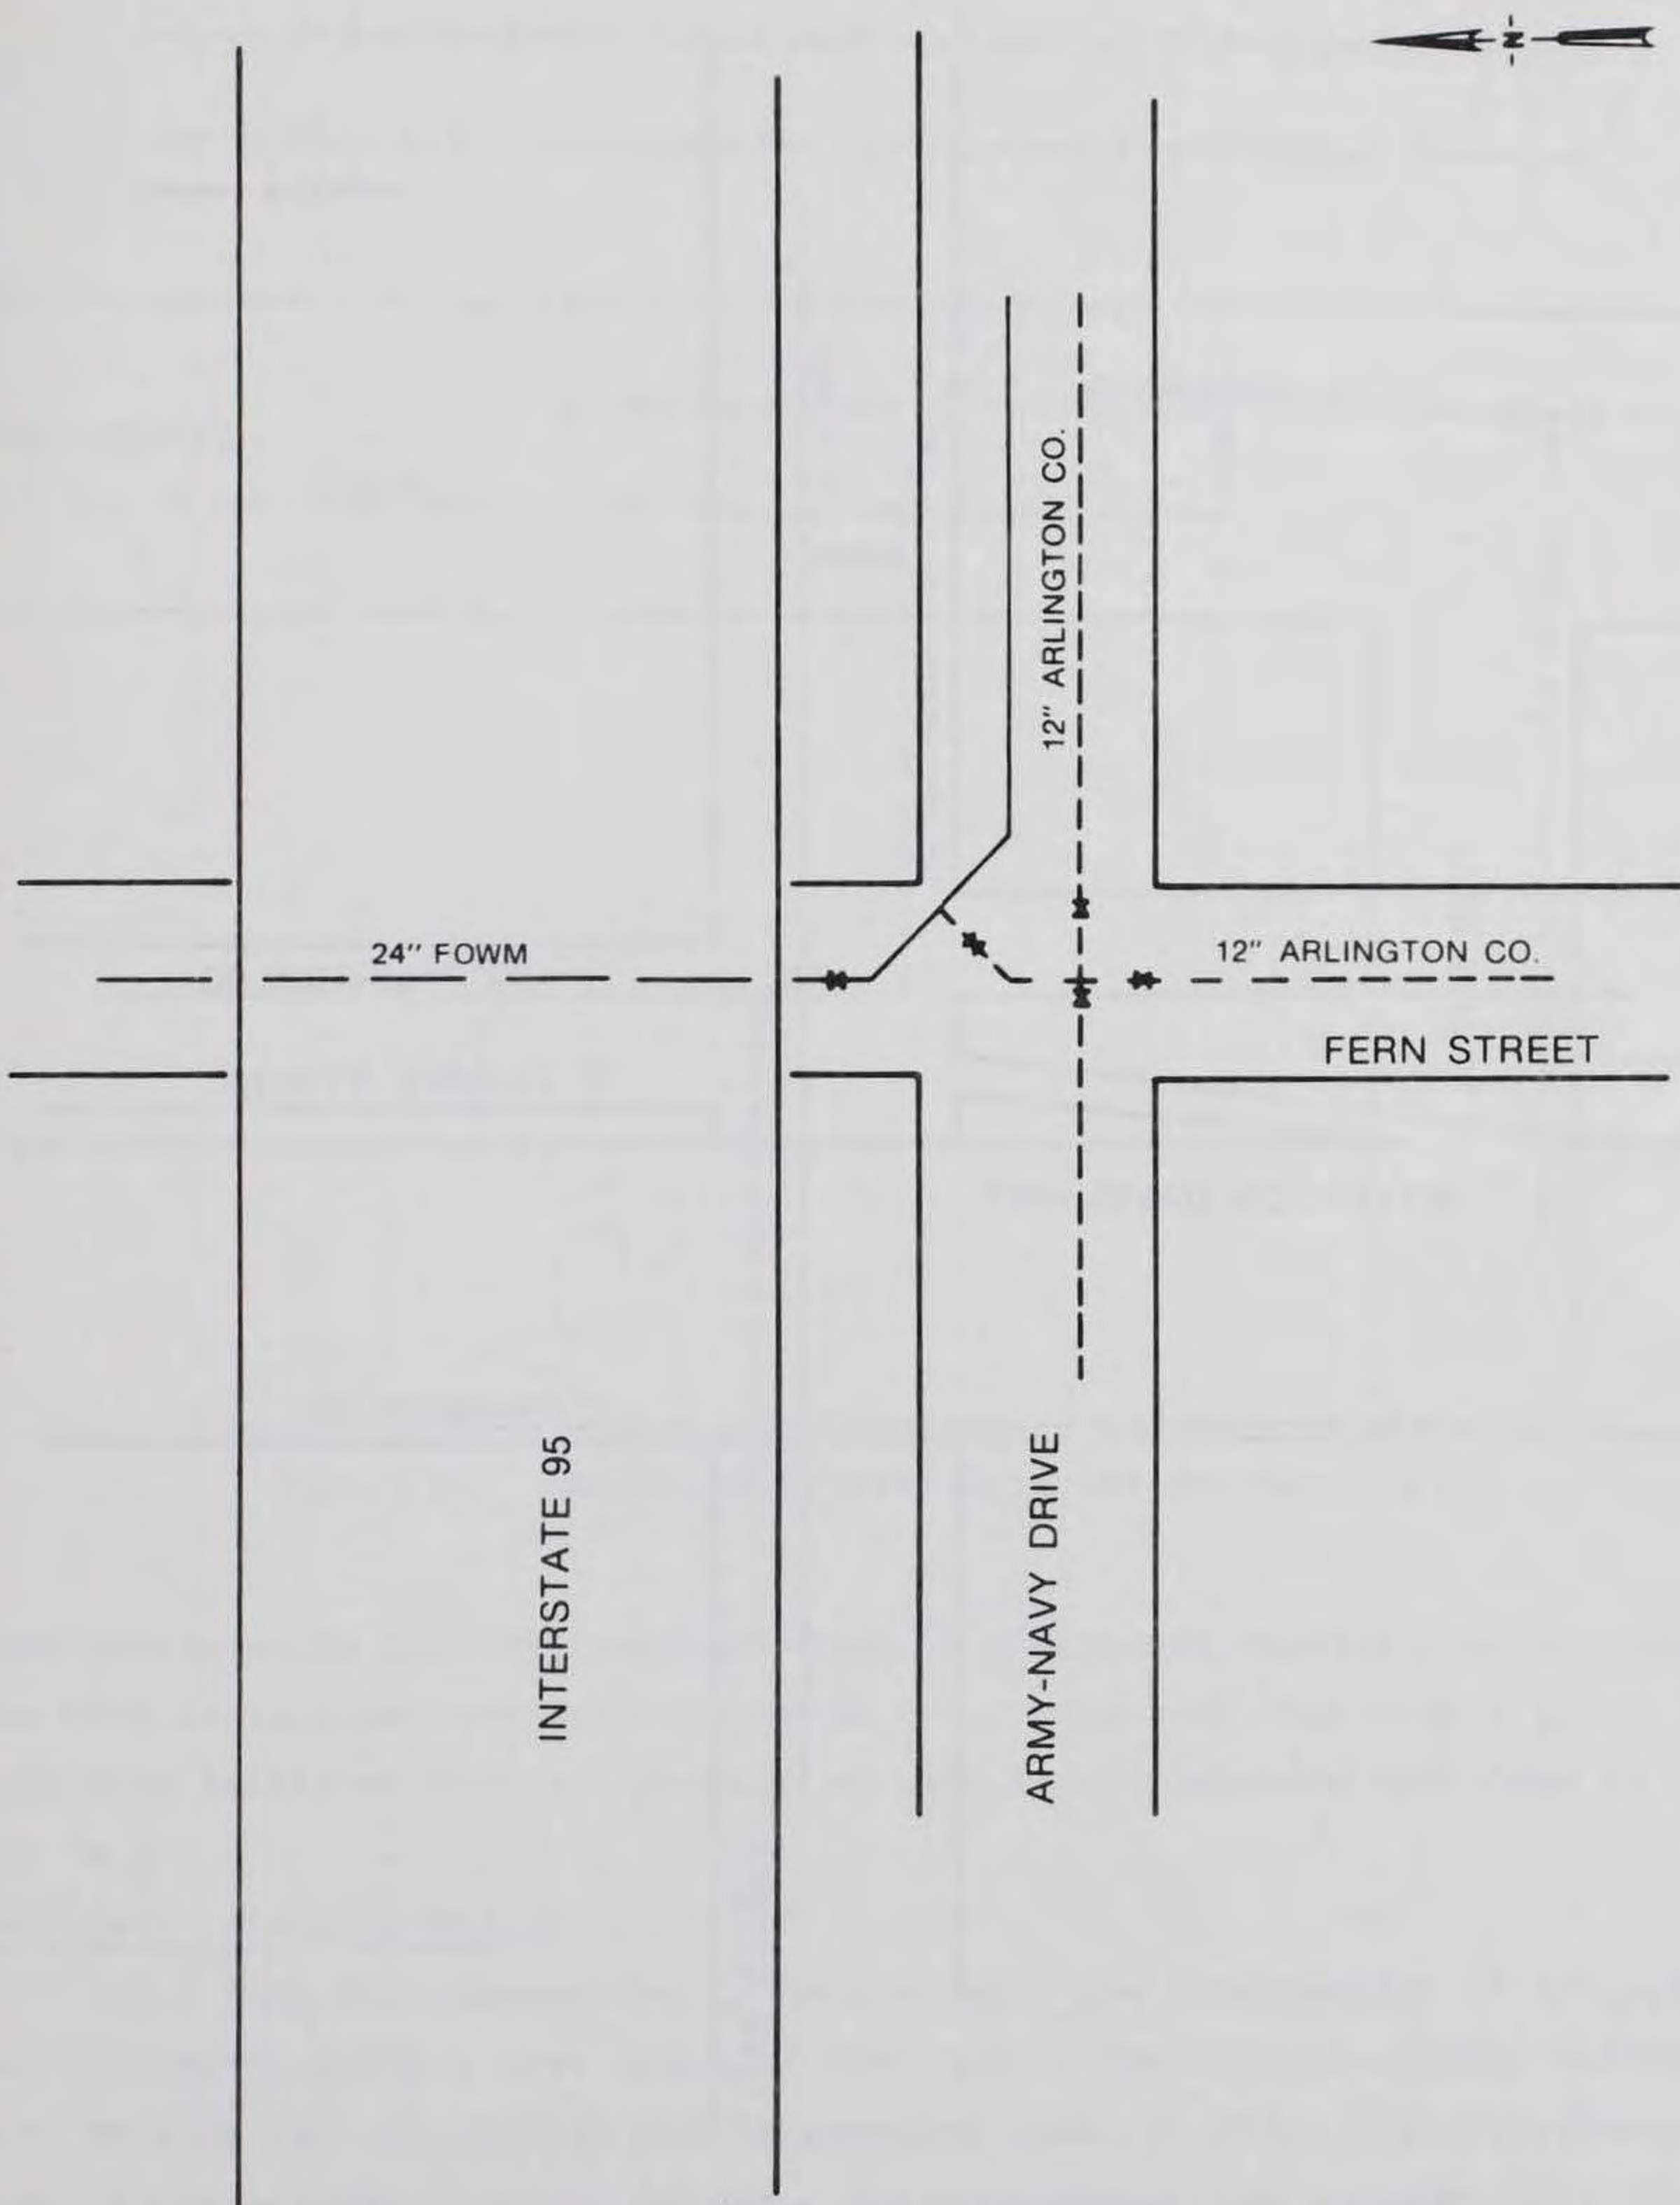 N
12" ARLINGTON CO.
24" FOWM
12" ARLINGTON CO.
FERN STREET
INTERSTATE 95
ARMY-NAVY DRIVE